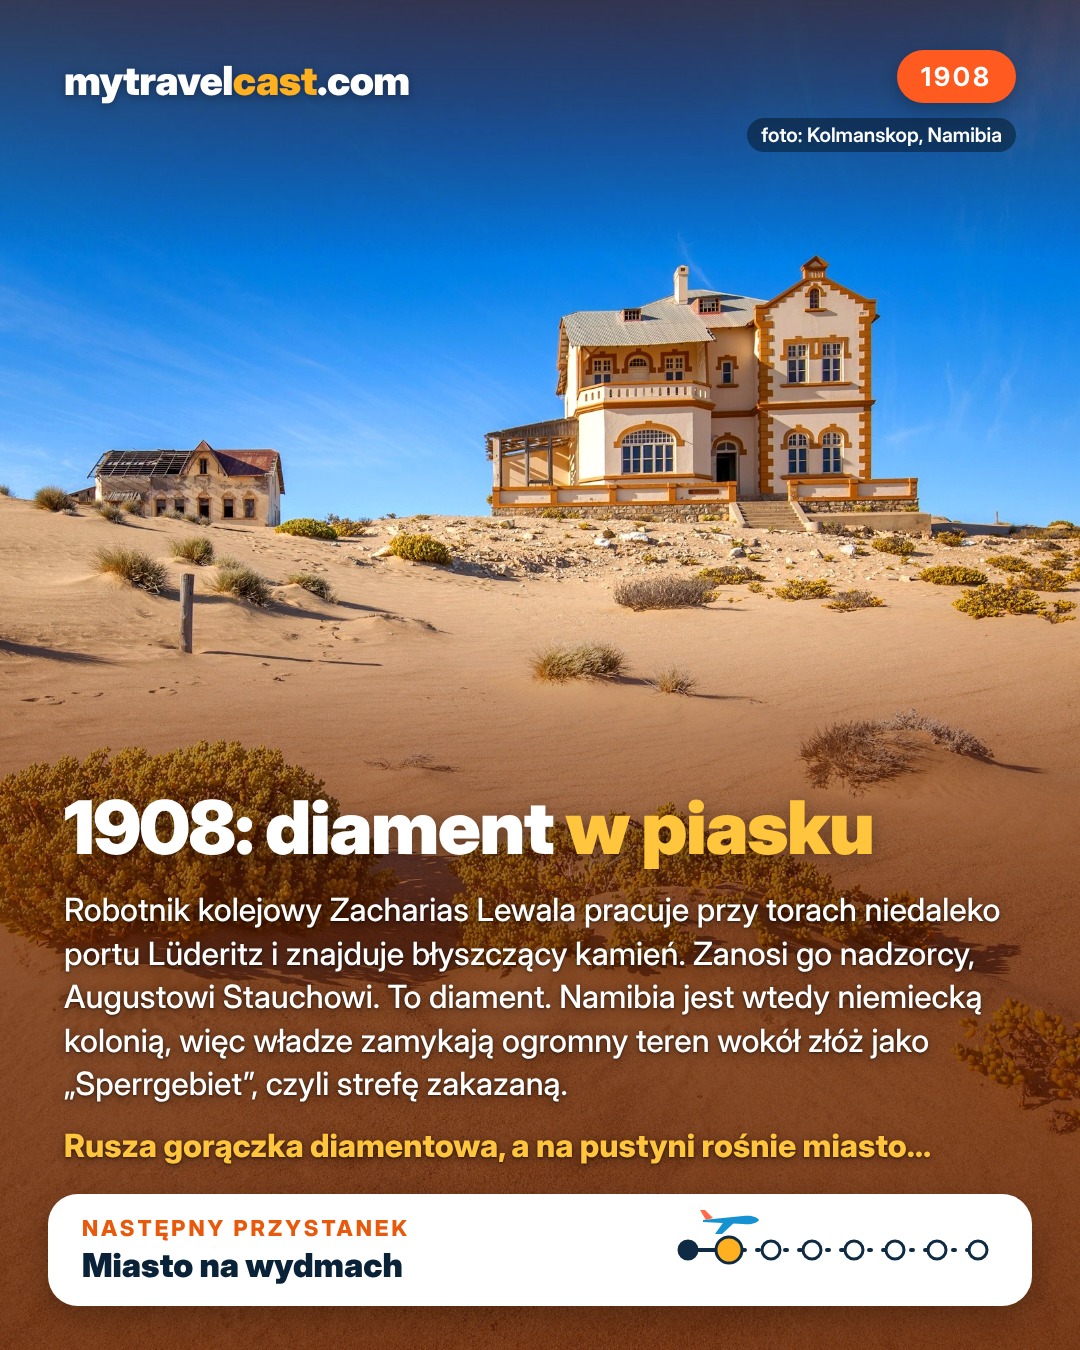 mytravelcast.com
1908
foto: Kolmanskop, Namibia
1908: diament w piasku
Robotnik kolejowy Zacharias Lewala pracuje przy torach niedaleko
portu Lüderitz i znajduje błyszczący kamień. Zanosi go nadzorcy,
Augustowi Stauchowi. To diament. Namibia jest wtedy niemiecką
kolonią, więc władze zamykają ogromny teren wokół złóż jako
„Sperrgebiet”, czyli strefę zakazaną.
Rusza gorączka diamentowa, a na pustyni rośnie miasto...
NASTĘPNY PRZYSTANEK
Miasto na wydmach